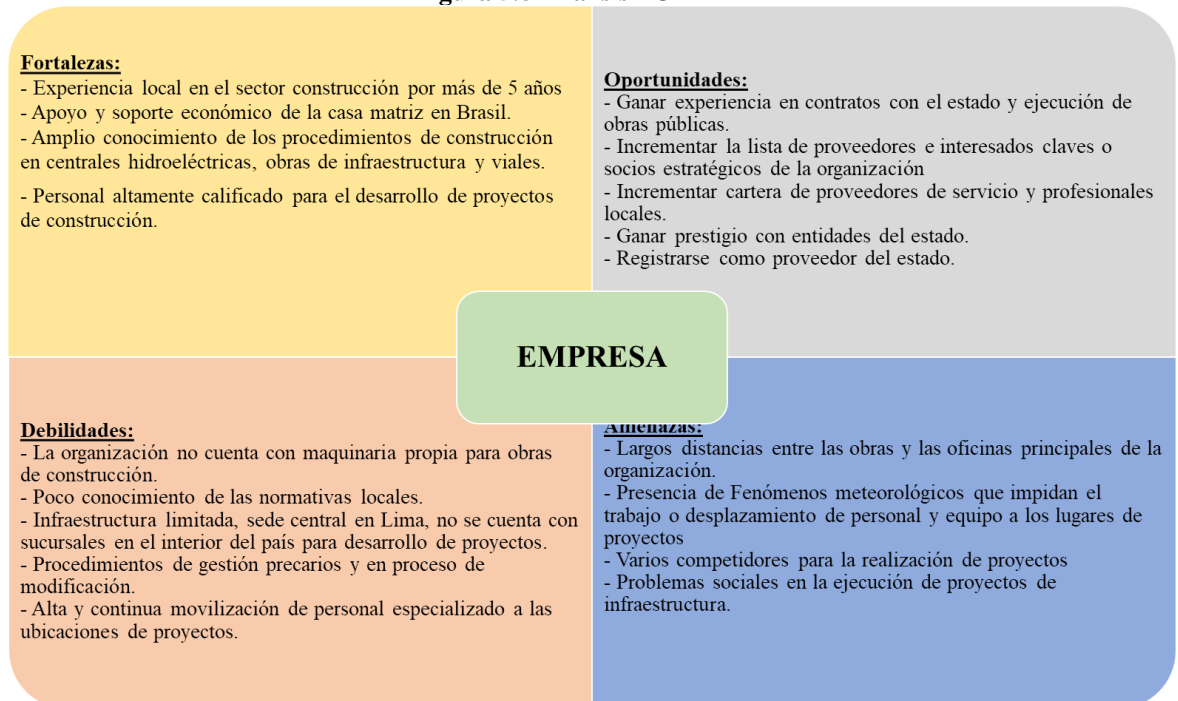 Fortalezas:
- Experiencia local en el sector construcción por más de 5 años
- Apoyo y soporte económico de la casa matriz en Brasil.
- Amplio conocimiento de los procedimientos de construcción
en centrales hidroeléctricas, obras de infraestructura y viales.
- Personal altamente calificado para el desarrollo de proyectos
de construcción.
Oportunidades:
- Ganar experiencia en contratos con el estado y ejecución de
obras públicas.
- Incrementar la lista de proveedores e interesados claves o
socios estratégicos de la organización
- Incrementar cartera de proveedores de servicio y profesionales
locales.
- Ganar prestigio con entidades del estado.
- Registrarse como proveedor del estado.
EMPRESA
Debilidades:
- La organización no cuenta con maquinaria propia para obras
de construcción.
- Poco conocimiento de las normativas locales.
- Infraestructura limitada, sede central en Lima, no se cuenta con
sucursales en el interior del país para desarrollo de proyectos.
- Procedimientos de gestión precarios y en proceso de
modificación.
- Alta y continua movilización de personal especializado a las
ubicaciones de proyectos.
Amenazas:
- Largos distancias entre las obras y las oficinas principales de la
organización.
- Presencia de Fenómenos meteorológicos que impidan el
trabajo o desplazamiento de personal y equipo a los lugares de
proyectos
- Varios competidores para la realización de proyectos
- Problemas sociales en la ejecución de proyectos de
infraestructura.